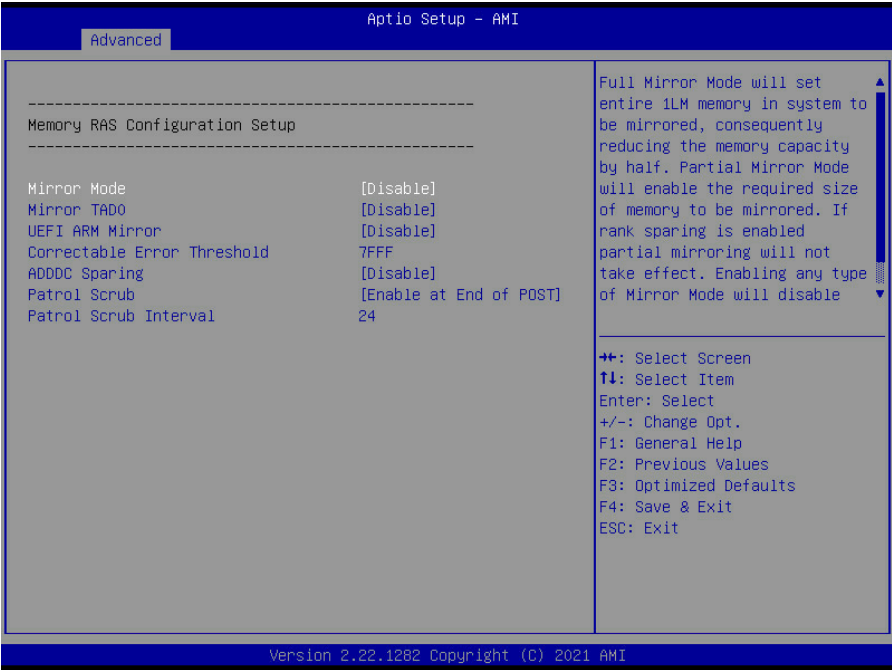 Aptio Setup – AMI
Advanced
--------------------------------------------------
Memory RAS Configuration Setup
--------------------------------------------------
Mirror Mode [Disable]
Mirror TAD0 [Disable]
UEFI ARM Mirror [Disable]
Correctable Error Threshold 7FFF
ADDDC Sparing [Disable]
Patrol Scrub [Enable at End of POST]
Patrol Scrub Interval 24
Full Mirror Mode will set
entire 1LM memory in system to
be mirrored, consequently
reducing the memory capacity
by half. Partial Mirror Mode
will enable the required size
of memory to be mirrored. If
rank sparing is enabled
partial mirroring will not
take effect. Enabling any type
of Mirror Mode will disable
→←: Select Screen
↑↓: Select Item
Enter: Select
+/-: Change Opt.
F1: General Help
F2: Previous Values
F3: Optimized Defaults
F4: Save & Exit
ESC: Exit
Version 2.22.1282 Copyright (C) 2021 AMI